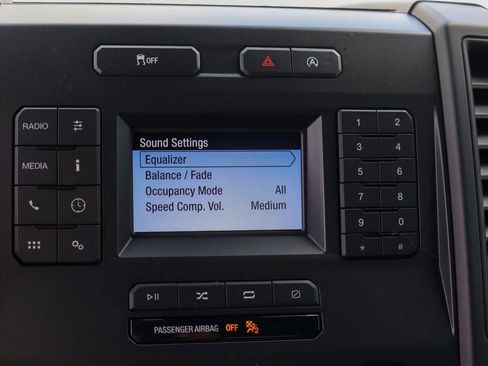 OFF
A
Sound Settings
Equalizer
Balance / Fade
Occupancy Mode All
Speed Comp. Vol. Medium
RADIO
MEDIA
i
1 2
3 4
5 6
7 8
9 0
* #
PASSENGER AIRBAG OFF 2